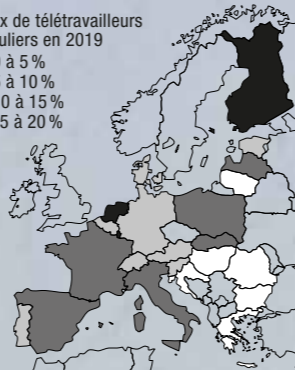 x de télétravailleurs
uliers en 2019
à 5 %
à 10 %
0 à 15 %
5 à 20 %